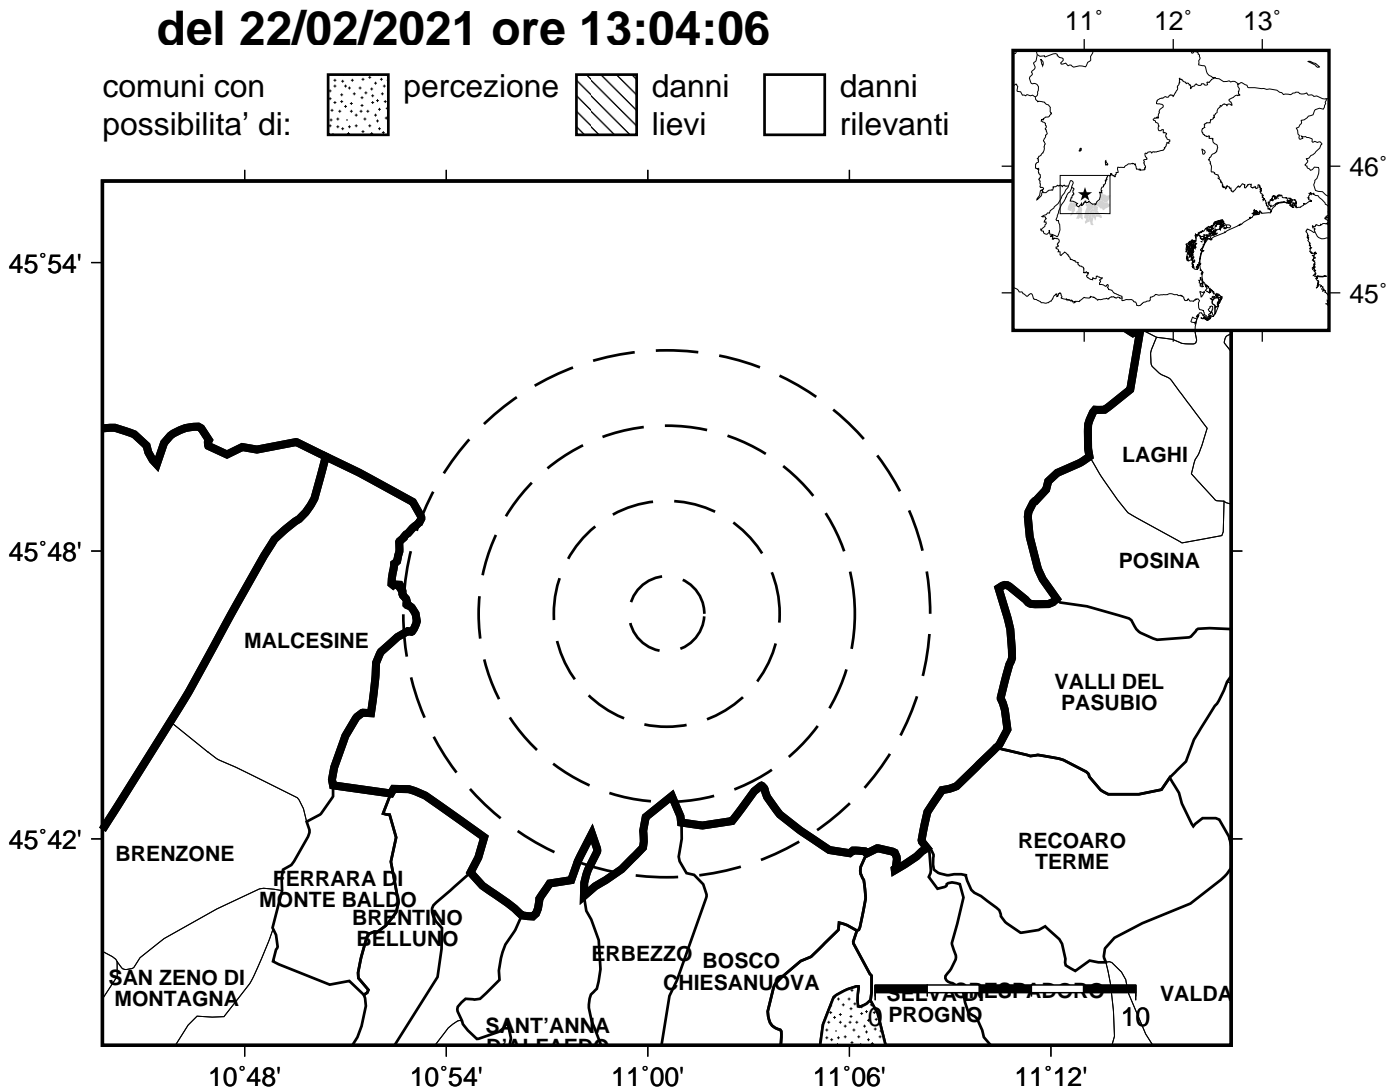 del 22/02/2021 ore 13:04:06
comuni con
possibilita' di:
percezione
danni
lievi
danni
rilevanti
11°
12°
13°
46°
45°
45°54'
45°48'
45°42'
LAGHI
POSINA
MALCESINE
VALLI DEL
PASUBIO
BRENZONE
RECOARO
TERME
FERRARA DI
MONTE BALDO
BRENTINO
BELLUNO
ERBEZZO
BOSCO
CHIESANUOVA
SAN ZENO DI
MONTAGNA
SELVA DI
PROGNO
VALDA
SANT'ANNA
D'ALFAEDO
0
10
10°48'
10°54'
11°00'
11°06'
11°12'